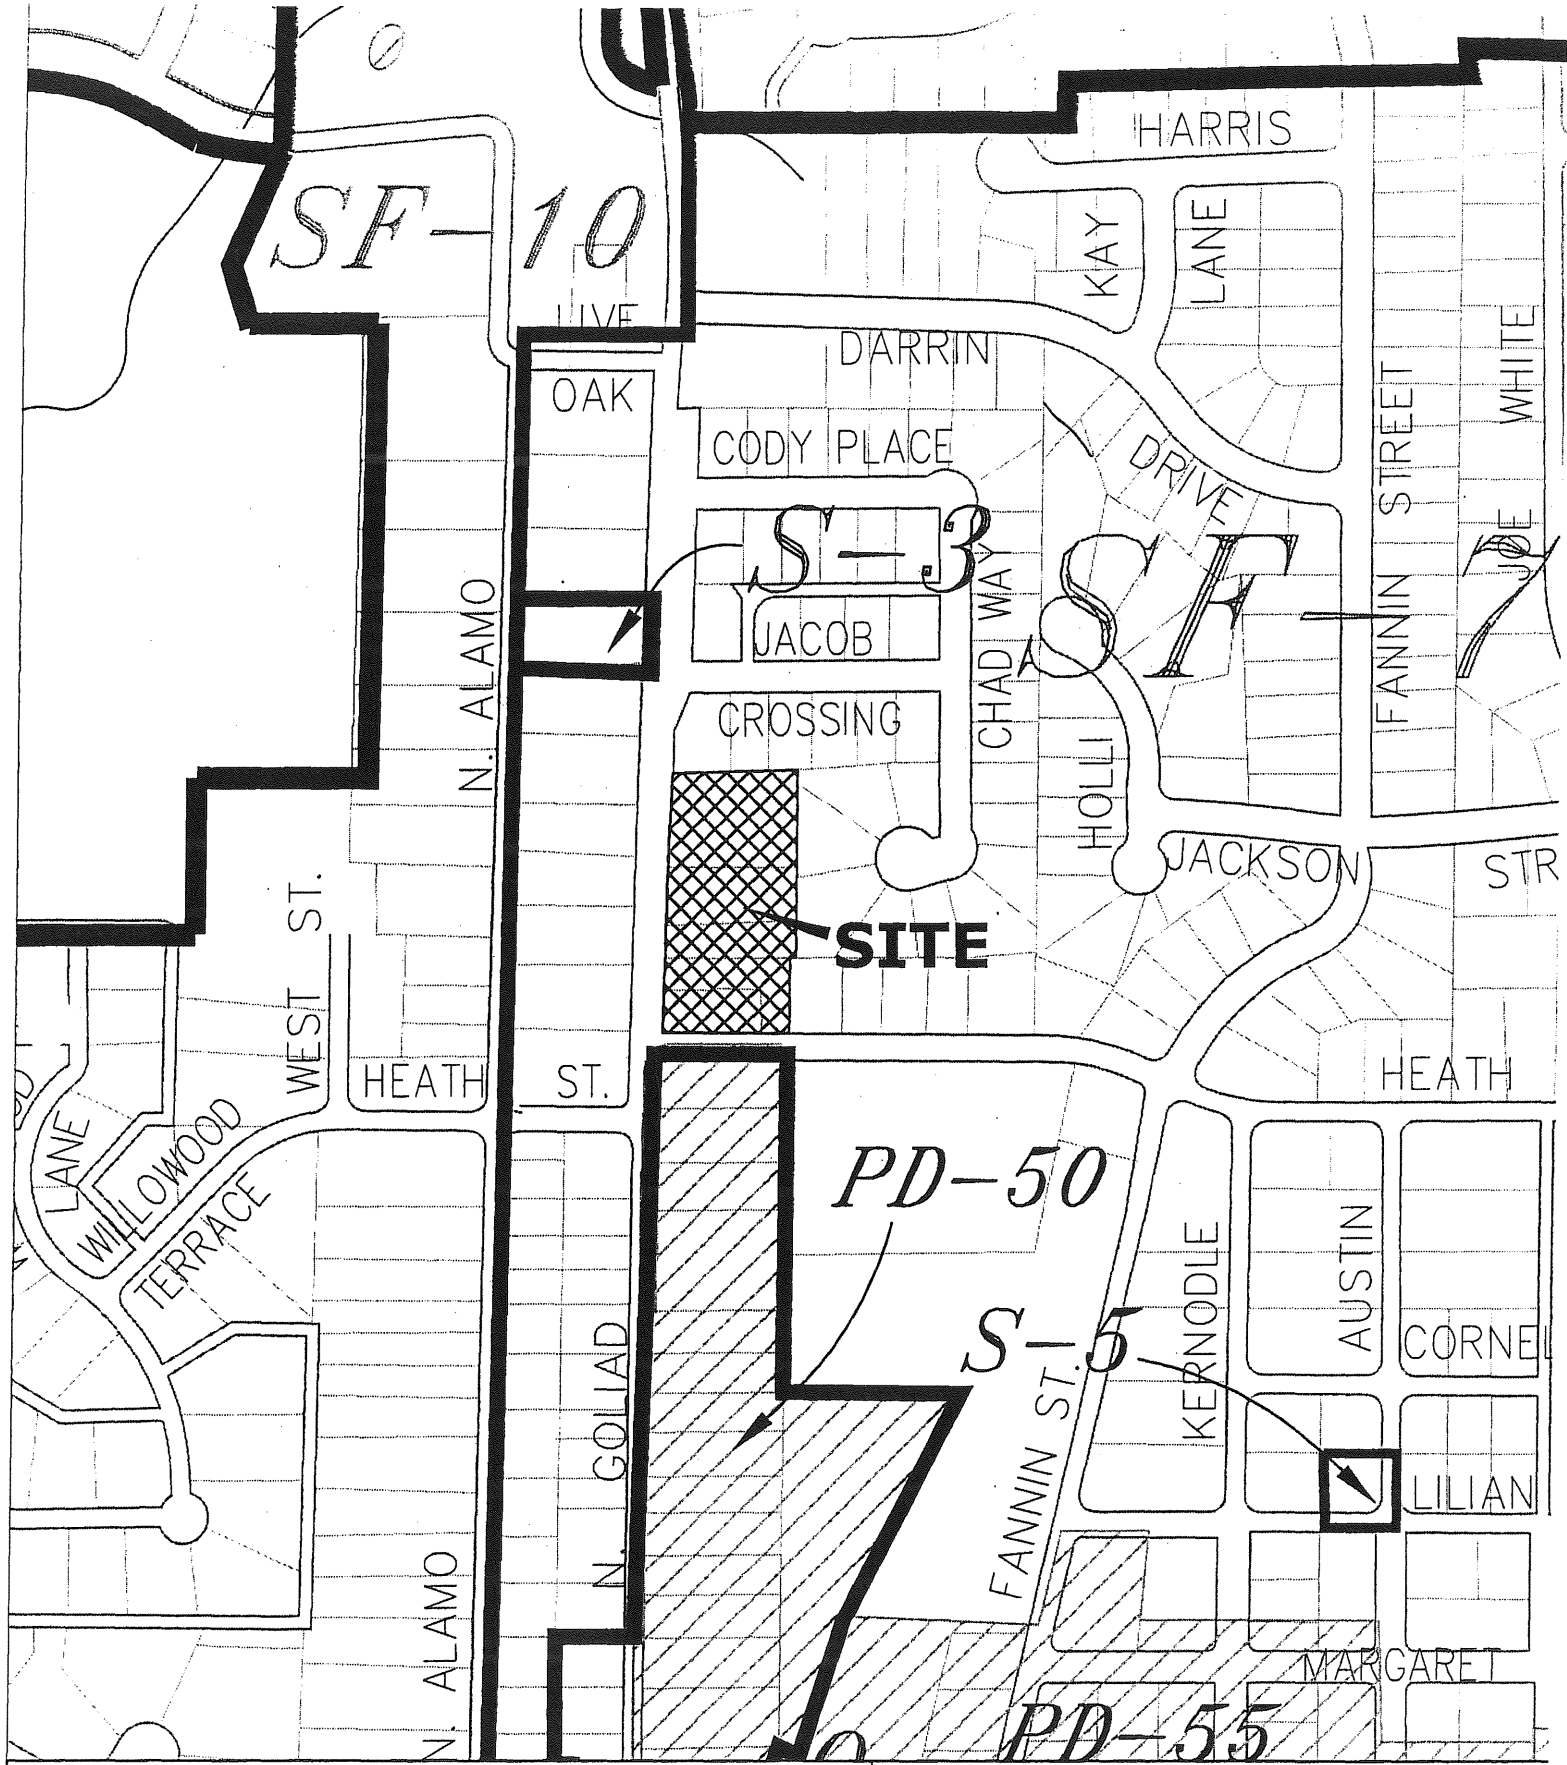 HARRIS
SF-10
KAY
LANE
LIVE
OAK
DARRIN
DRIVE
CODY PLACE
S-3
SF-7
JOE
WHITE
FANNIN STREET
N. ALAMO
JACOB
CROSSING
CHAD WAY
HOLLI
JACKSON
STR
SITE
WEST ST.
HEATH ST.
HEATH
LANE
WILLOWOOD
TERRACE
PD-50
S-5
KERNODLE
AUSTIN
CORNEL
N. GOLIAD
FANNIN ST.
LILIAN
N. ALAMO
MARGARET
PD-55